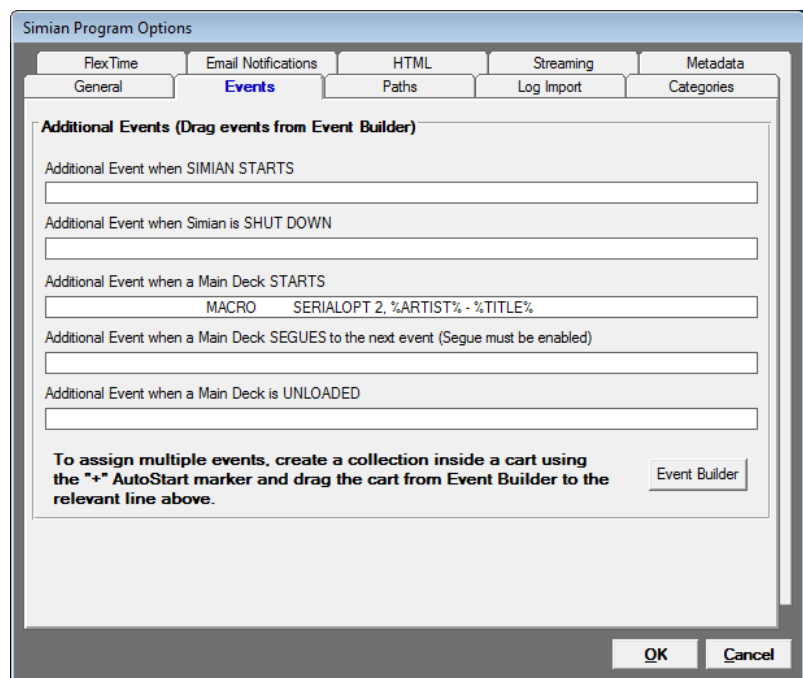 Simian Program Options
FlexTime Email Notifications HTML Streaming Metadata
General Events Paths Log Import Categories
Additional Events (Drag events from Event Builder)
Additional Event when SIMIAN STARTS
Additional Event when Simian is SHUT DOWN
Additional Event when a Main Deck STARTS
MACRO SERIALOPT 2, %ARTIST% - %TITLE%
Additional Event when a Main Deck SEGUES to the next event (Segue must be enabled)
Additional Event when a Main Deck is UNLOADED
To assign multiple events, create a collection inside a cart using
the "+" AutoStart marker and drag the cart from Event Builder to the
relevant line above.
Event Builder
OK Cancel